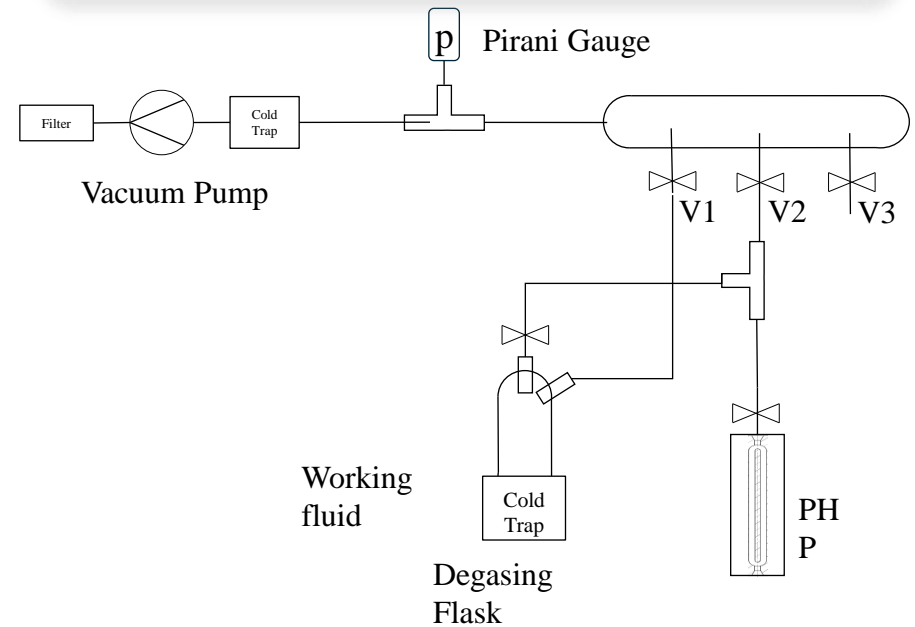 p
Pirani Gauge
Filter
Cold
Trap
Vacuum Pump
V1
V2
V3
Working
fluid
Cold
Trap
PH
P
Degasing
Flask